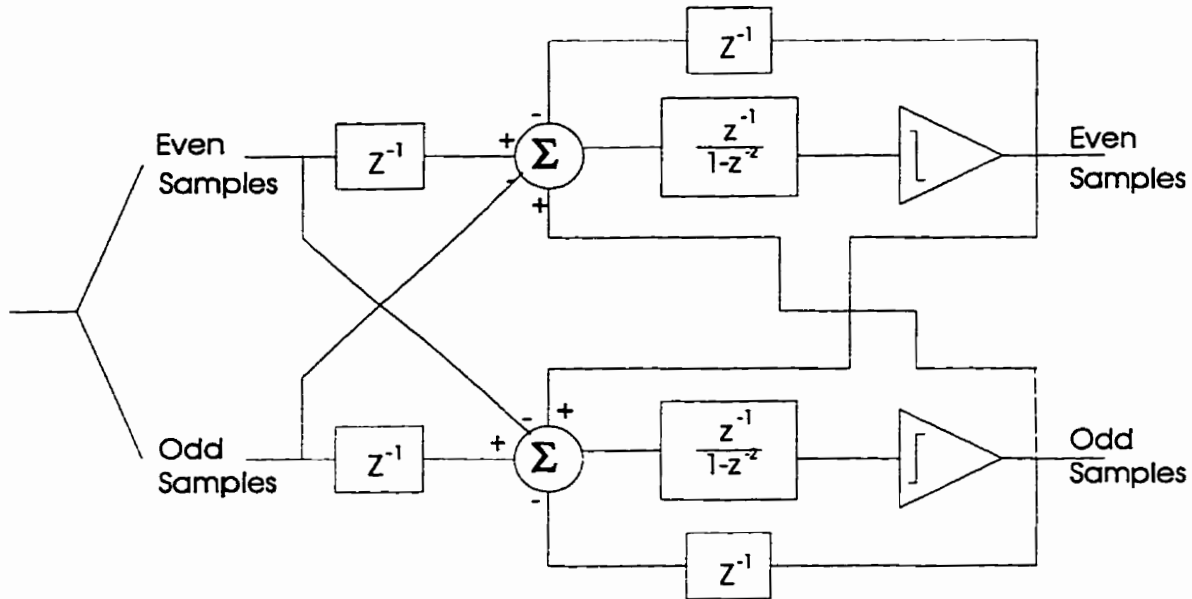 Z⁻¹
Even
Samples
Z⁻¹
+
-
-
Σ
+
z⁻¹
1-z⁻²
Even
Samples
Odd
Samples
Z⁻¹
+
-
+
Σ
-
z⁻¹
1-z⁻²
Odd
Samples
Z⁻¹